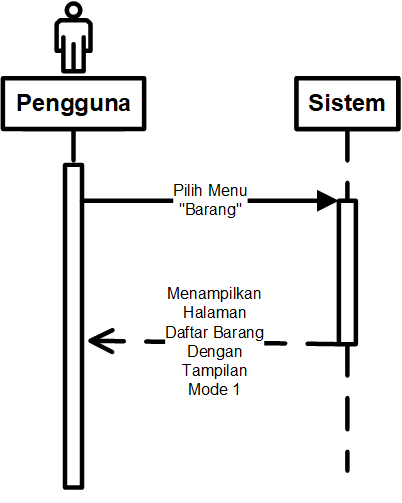 Pengguna
Sistem
Pilih Menu
"Barang"
Menampilkan
Halaman
Daftar Barang
Dengan
Tampilan
Mode 1